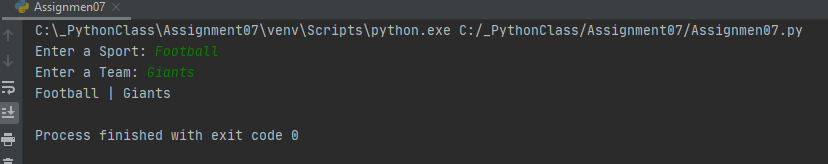 Assignmen07
C:\_PythonClass\Assignment07\venv\Scripts\python.exe C:/_PythonClass/Assignment07/Assignmen07.py
Enter a Sport: Football
Enter a Team: Giants
Football | Giants
Process finished with exit code 0